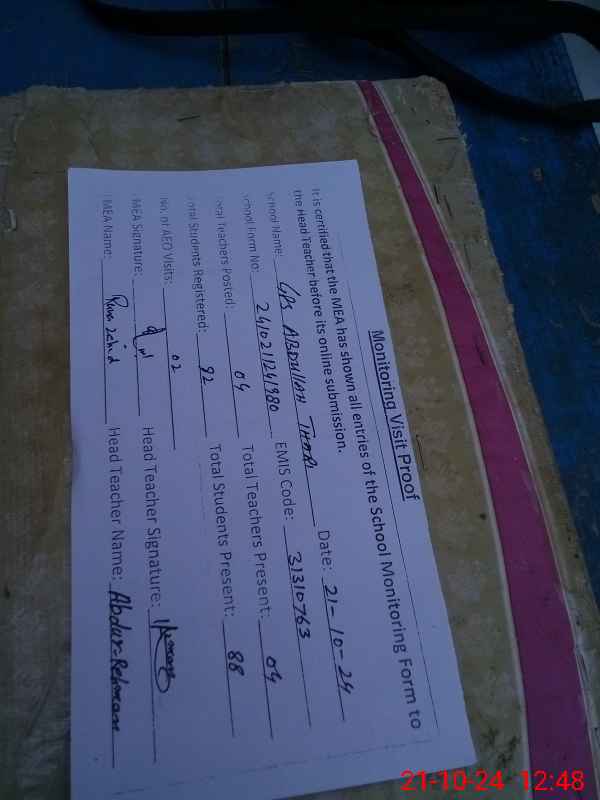 Monitoring Visit Proof
It is certified that the MEA has shown all entries of the School Monitoring Form to
the Head Teacher before its online submission.
Date: 21-10-24
School Name: GPS ABDULLAH THORI
School Form No: 241021124980 EMIS Code: 31310763
Total Teachers Posted: 04 Total Teachers Present: 04
Total Students Registered: 92 Total Students Present: 88
No. of AEO Visits: 02
MEA Signature: Head Teacher Signature:
MEA Name: Head Teacher Name: Abdur-Rehman
21-10-24 12:48